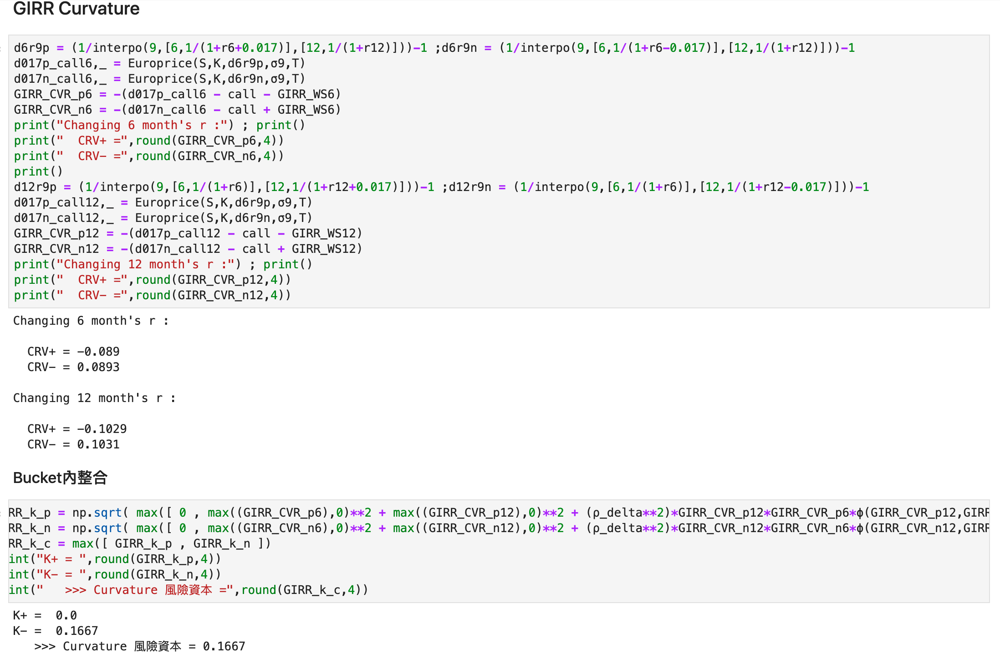 GIRR Curvature
d6r9p = (1/interpo(9,[6,1/(1+r6+0.017)],[12,1/(1+r12)]))-1 ;d6r9n = (1/interpo(9,[6,1/(1+r6-0.017)],[12,1/(1+r12)]))-1
d017p_call6,_ = Europrice(S,K,d6r9p,σ9,T)
d017n_call6,_ = Europrice(S,K,d6r9n,σ9,T)
GIRR_CVR_p6 = -(d017p_call6 - call - GIRR_WS6)
GIRR_CVR_n6 = -(d017n_call6 - call + GIRR_WS6)
print("Changing 6 month's r :") ; print()
print("  CRV+ =",round(GIRR_CVR_p6,4))
print("  CRV- =",round(GIRR_CVR_n6,4))
print()
d12r9p = (1/interpo(9,[6,1/(1+r6)],[12,1/(1+r12+0.017)]))-1 ;d12r9n = (1/interpo(9,[6,1/(1+r6)],[12,1/(1+r12-0.017)]))-1
d017p_call12,_ = Europrice(S,K,d6r9p,σ9,T)
d017n_call12,_ = Europrice(S,K,d6r9n,σ9,T)
GIRR_CVR_p12 = -(d017p_call12 - call - GIRR_WS12)
GIRR_CVR_n12 = -(d017n_call12 - call + GIRR_WS12)
print("Changing 12 month's r :") ; print()
print("  CRV+ =",round(GIRR_CVR_p12,4))
print("  CRV- =",round(GIRR_CVR_n12,4))
Changing 6 month's r :
  CRV+ = -0.089
  CRV- = 0.0893
Changing 12 month's r :
  CRV+ = -0.1029
  CRV- = 0.1031
Bucket內整合
RR_k_p = np.sqrt( max([ 0 , max((GIRR_CVR_p6),0)**2 + max((GIRR_CVR_p12),0)**2 + (ρ_delta**2)*GIRR_CVR_p12*GIRR_CVR_p6*ϕ(GIRR_CVR_p12,GIRR
RR_k_n = np.sqrt( max([ 0 , max((GIRR_CVR_n6),0)**2 + max((GIRR_CVR_n12),0)**2 + (ρ_delta**2)*GIRR_CVR_n12*GIRR_CVR_n6*ϕ(GIRR_CVR_n12,GIRR
RR_k_c = max([ GIRR_k_p , GIRR_k_n ])
int("K+ = ",round(GIRR_k_p,4))
int("K- = ",round(GIRR_k_n,4))
int("   >>> Curvature 風險資本 =",round(GIRR_k_c,4))
K+ =  0.0
K- =  0.1667
   >>> Curvature 風險資本 = 0.1667